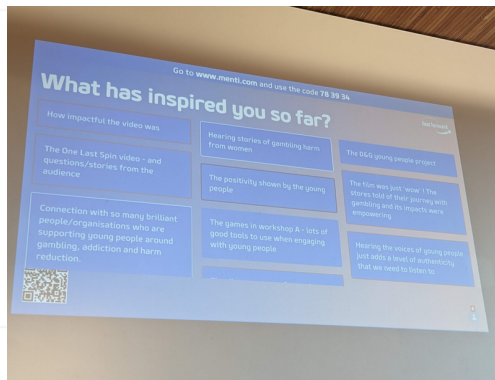 Go to www.menti.com and use the code 78 39 34
What has inspired you so far?
fast forward
How impactful the video was
The One Last Spin video - and
questions/stories from the
audience
Connection with so many brilliant
people/organisations who are
supporting young people around
gambling, addiction and harm
reduction.
Hearing stories of gambling harm
from women
The positivity shown by the young
people
The games in workshop A - lots of
good tools to use when engaging
with young people
The D&G young people project
The film was just 'wow' ! The
stories told of their journey with
gambling and its impacts were
empowering
Hearing the voices of young people
just adds a level of authenticity
that we need to listen to